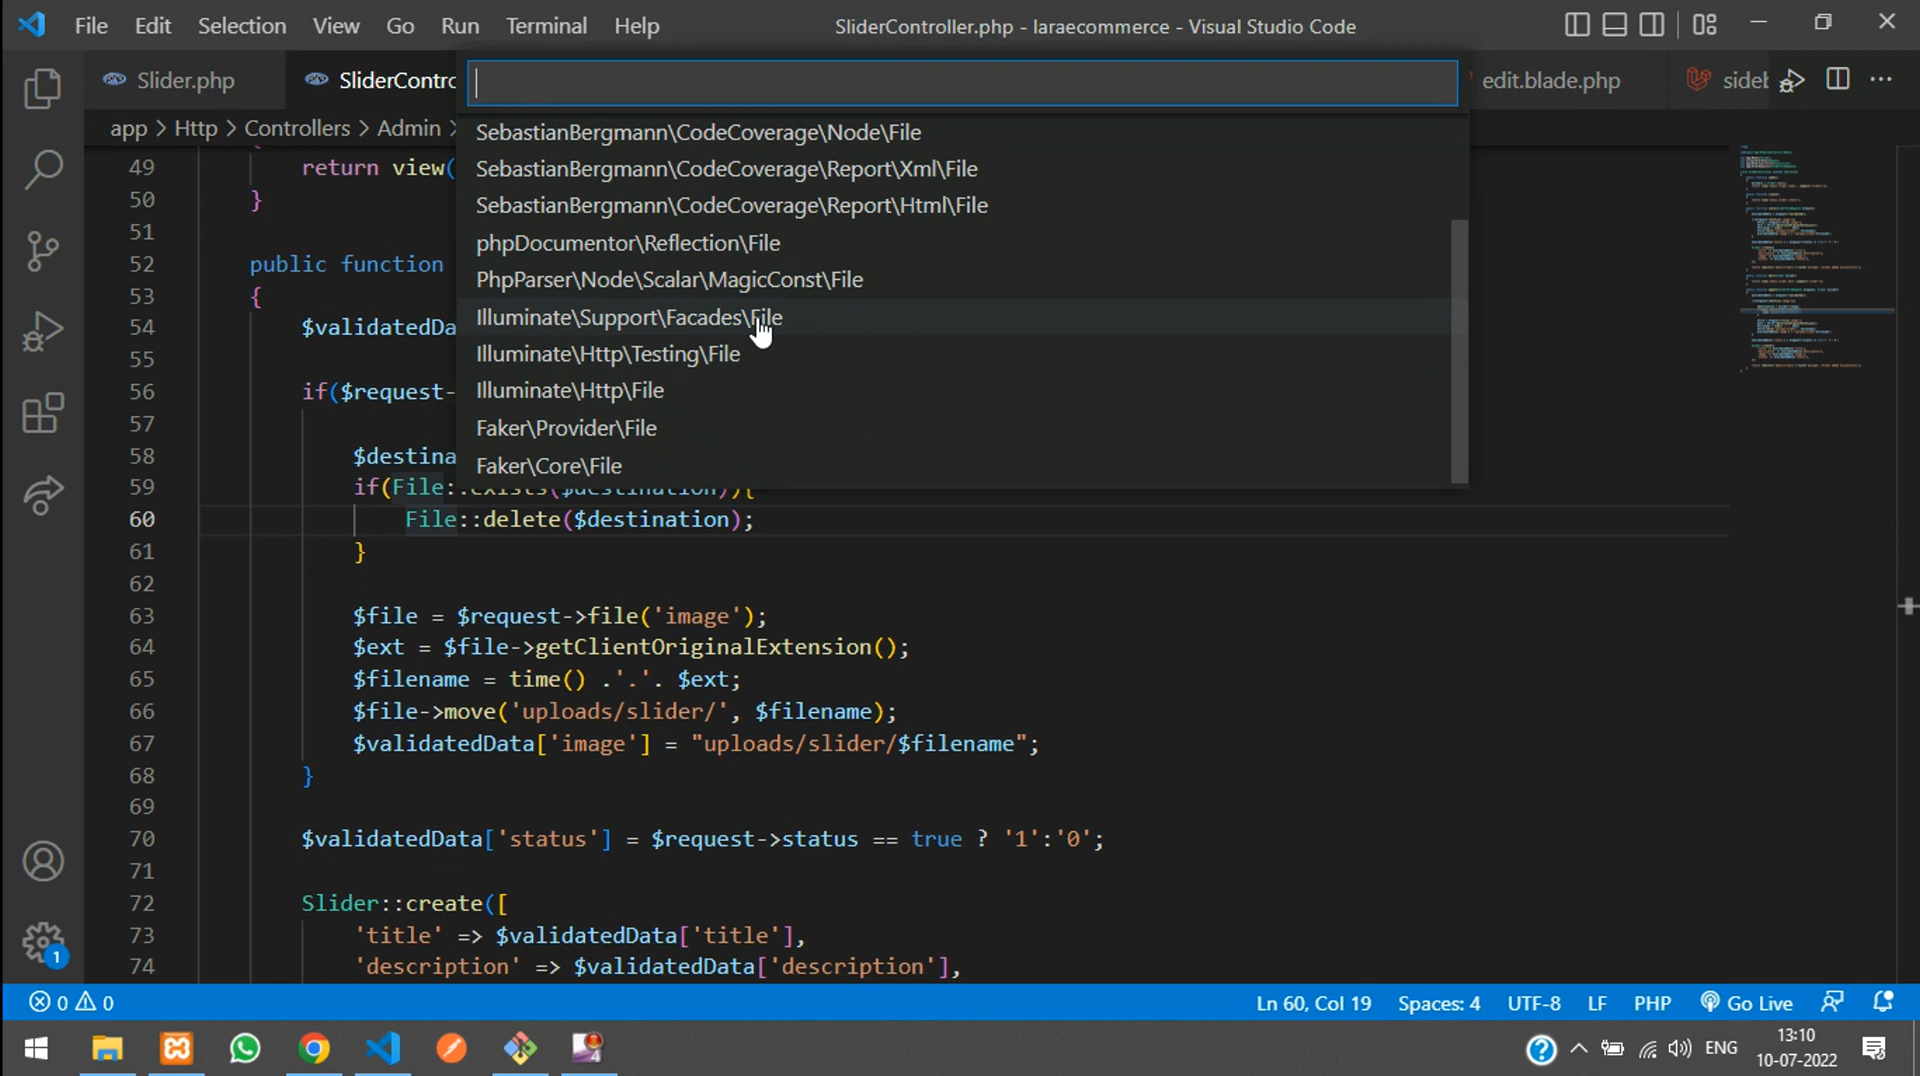 File Edit Selection View Go Run Terminal Help
SliderController.php - laraecommerce - Visual Studio Code
Slider.php
SliderContro
edit.blade.php
sideb
app > Http > Controllers > Admin >
SebastianBergmann\CodeCoverage\Node\File
SebastianBergmann\CodeCoverage\Report\Xml\File
SebastianBergmann\CodeCoverage\Report\Html\File
phpDocumentor\Reflection\File
PhpParser\Node\Scalar\MagicConst\File
Illuminate\Support\Facades\File
Illuminate\Http\Testing\File
Illuminate\Http\File
Faker\Provider\File
Faker\Core\File
49 return view(
50 }
51
52 public function
53 {
54 $validatedDa
55
56 if($request-
57
58 $destina
59 if(File::exists($destination)){
60 File::delete($destination);
61 }
62
63 $file = $request->file('image');
64 $ext = $file->getClientOriginalExtension();
65 $filename = time() .'.'. $ext;
66 $file->move('uploads/slider/', $filename);
67 $validatedData['image'] = "uploads/slider/$filename";
68 }
69
70 $validatedData['status'] = $request->status == true ? '1':'0';
71
72 Slider::create([
73 'title' => $validatedData['title'],
74 'description' => $validatedData['description'],
1
0 0
Ln 60, Col 19 Spaces: 4 UTF-8 LF PHP Go Live
4
ENG
13:10
10-07-2022